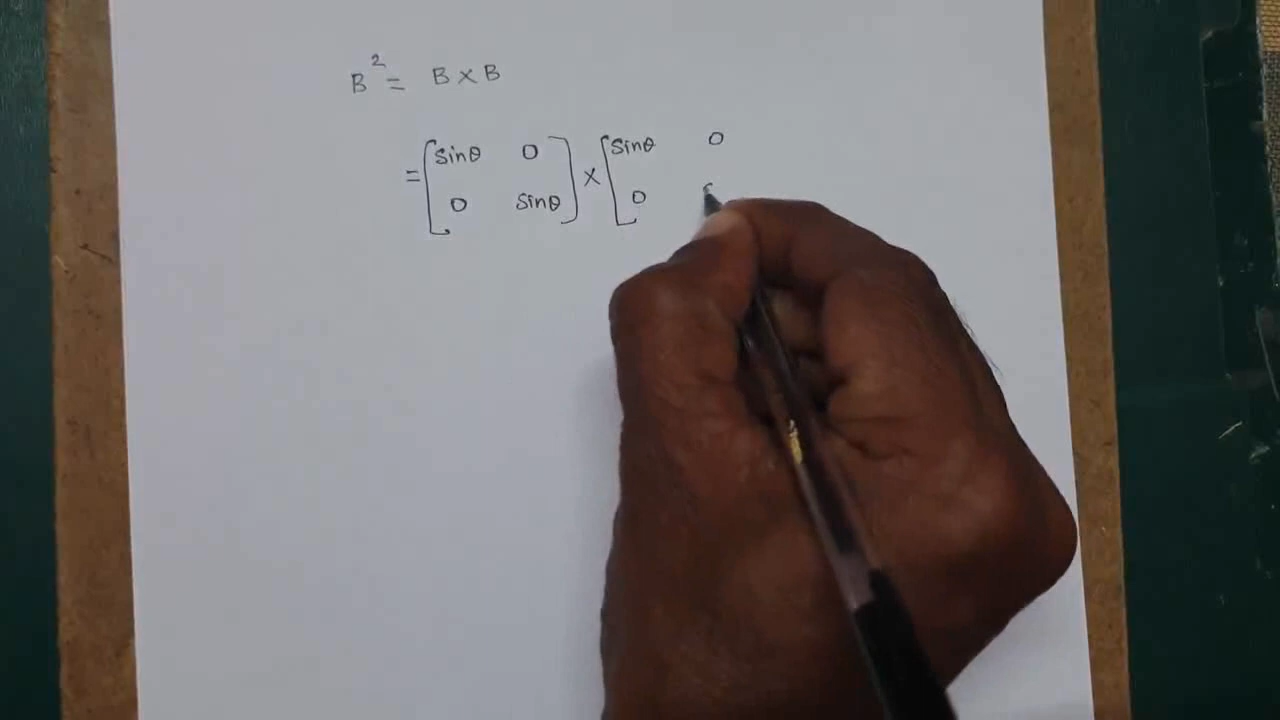 B² = B × B
= [sinθ 0
0 sinθ] × [sinθ 0
0